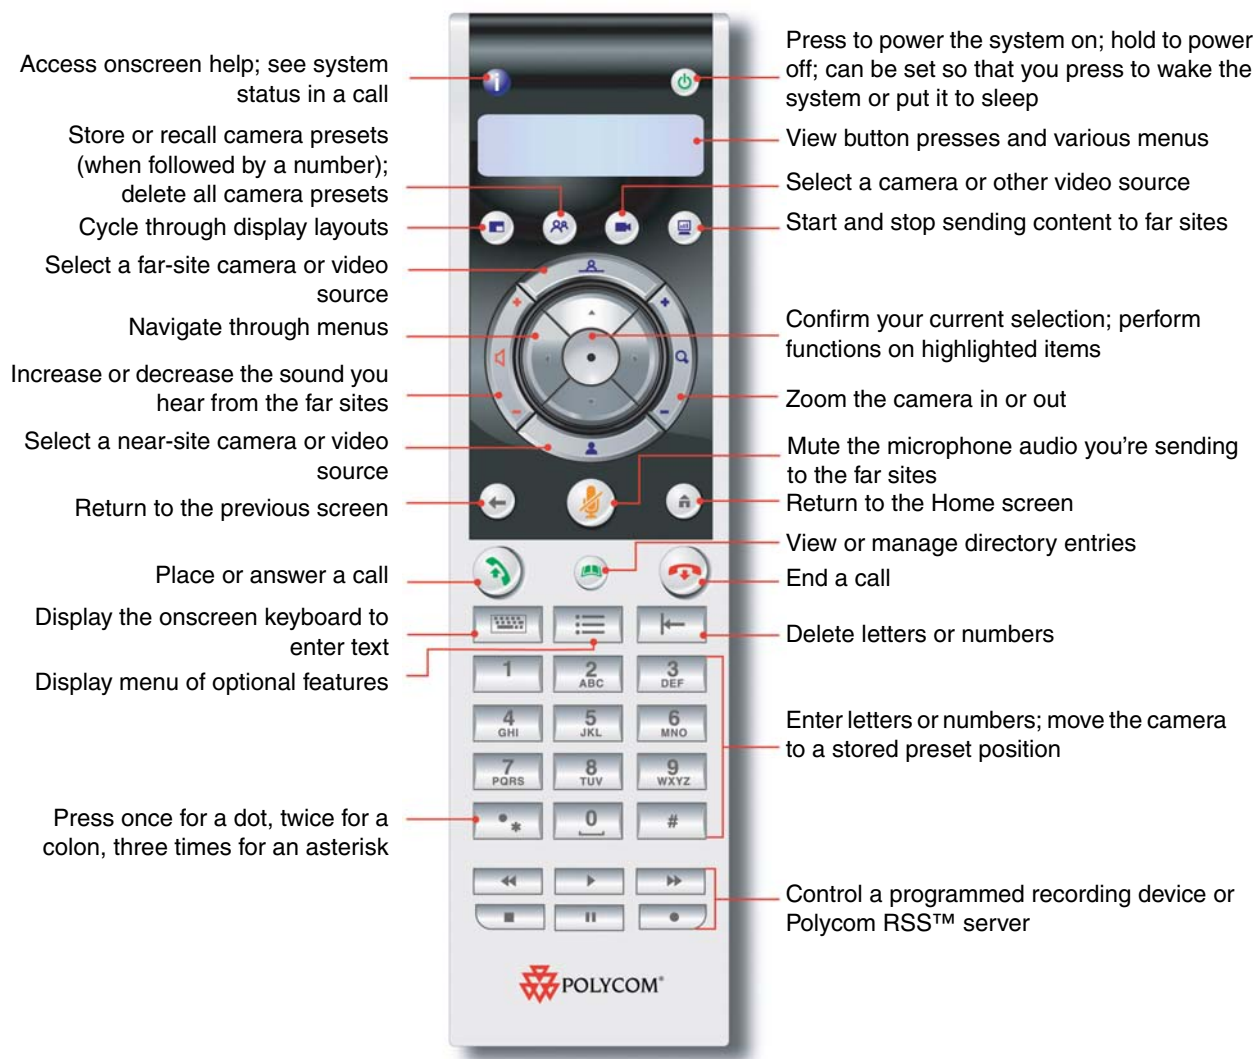 Access onscreen help; see system
status in a call
Store or recall camera presets
(when followed by a number);
delete all camera presets
Cycle through display layouts
Select a far-site camera or video
source
Navigate through menus
Increase or decrease the sound you
hear from the far sites
Select a near-site camera or video
source
Return to the previous screen
Place or answer a call
Display the onscreen keyboard to
enter text
Display menu of optional features
Press once for a dot, twice for a
colon, three times for an asterisk
Press to power the system on; hold to power
off; can be set so that you press to wake the
system or put it to sleep
View button presses and various menus
Select a camera or other video source
Start and stop sending content to far sites
Confirm your current selection; perform
functions on highlighted items
Zoom the camera in or out
Mute the microphone audio you’re sending
to the far sites
Return to the Home screen
View or manage directory entries
End a call
Delete letters or numbers
Enter letters or numbers; move the camera
to a stored preset position
Control a programmed recording device or
Polycom RSS™ server
i
+ +
- -
1 2 3
ABC DEF
4 5 6
GHI JKL MNO
7 8 9
PQRS TUV WXYZ
* 0 #
POLYCOM®